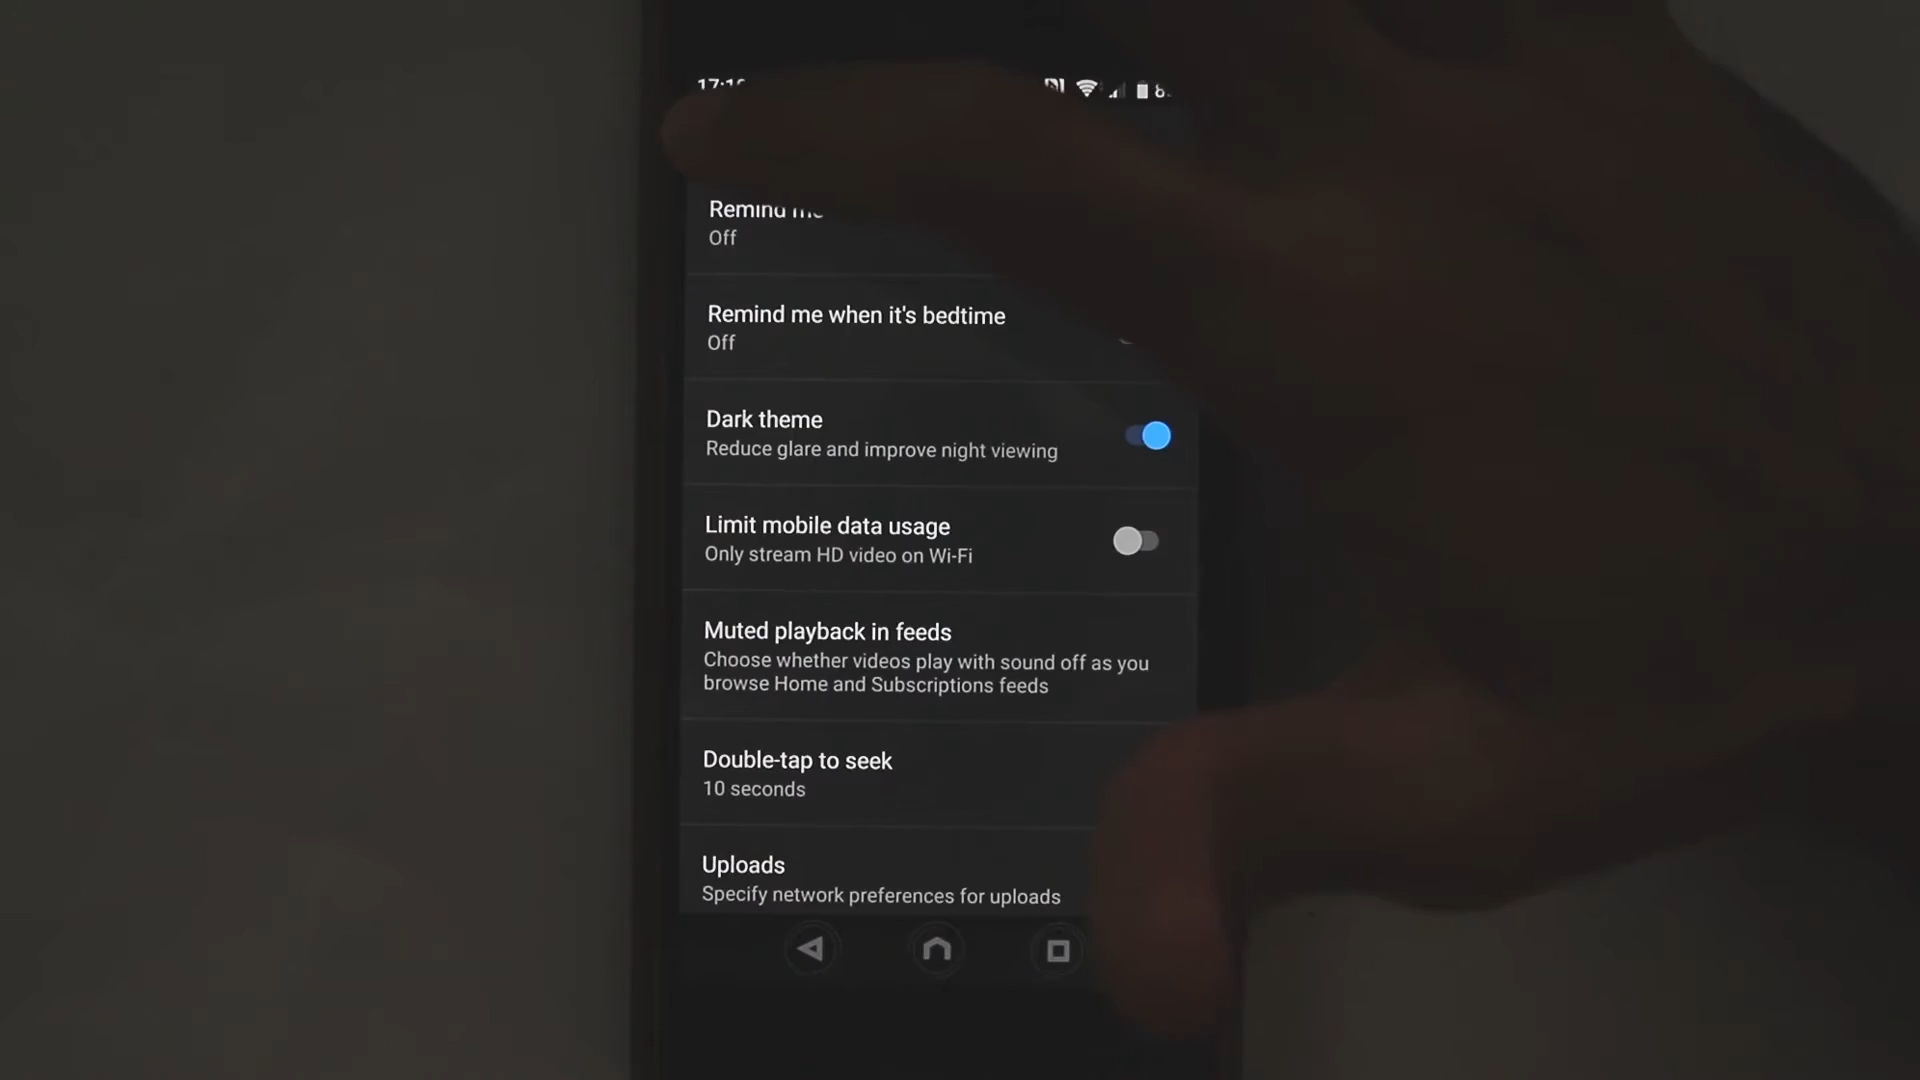 Remind me
Off
Remind me when it's bedtime
Off
Dark theme
Reduce glare and improve night viewing
Limit mobile data usage
Only stream HD video on Wi-Fi
Muted playback in feeds
Choose whether videos play with sound off as you
browse Home and Subscriptions feeds
Double-tap to seek
10 seconds
Uploads
Specify network preferences for uploads